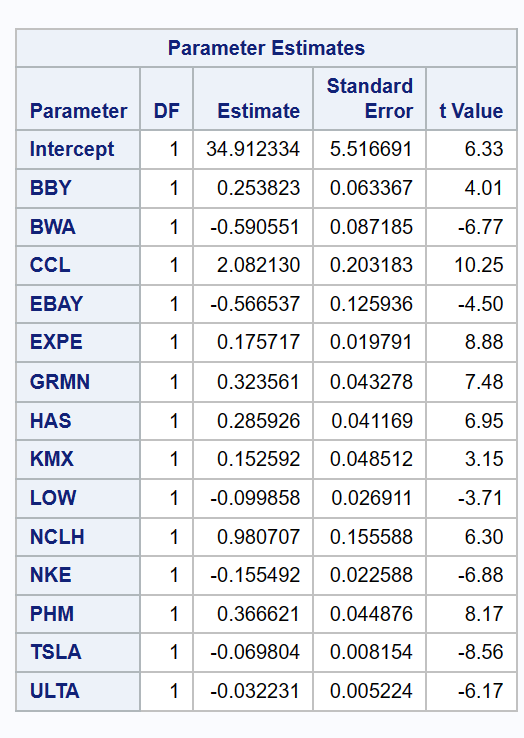 Parameter Estimates
Parameter DF Estimate Standard Error t Value
Intercept 1 34.912334 5.516691 6.33
BBY 1 0.253823 0.063367 4.01
BWA 1 -0.590551 0.087185 -6.77
CCL 1 2.082130 0.203183 10.25
EBAY 1 -0.566537 0.125936 -4.50
EXPE 1 0.175717 0.019791 8.88
GRMN 1 0.323561 0.043278 7.48
HAS 1 0.285926 0.041169 6.95
KMX 1 0.152592 0.048512 3.15
LOW 1 -0.099858 0.026911 -3.71
NCLH 1 0.980707 0.155588 6.30
NKE 1 -0.155492 0.022588 -6.88
PHM 1 0.366621 0.044876 8.17
TSLA 1 -0.069804 0.008154 -8.56
ULTA 1 -0.032231 0.005224 -6.17